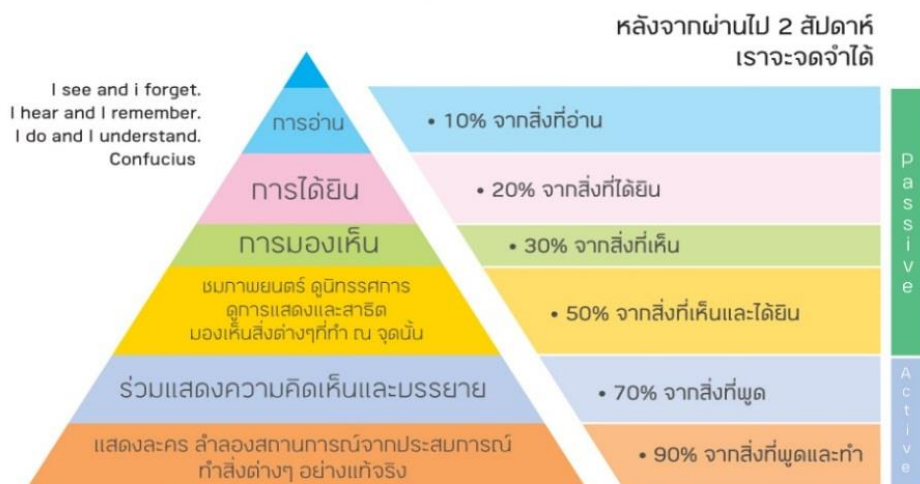 หลังจากผ่านไป 2 สัปดาห์
เราจะจดจำได้
I see and i forget.
I hear and I remember.
I do and I understand.
Confucius
การอ่าน
• 10% จากสิ่งที่อ่าน
การได้ยิน
• 20% จากสิ่งที่ได้ยิน
การมองเห็น
• 30% จากสิ่งที่เห็น
ชมภาพยนตร์ ดูนิทรรศการ
ดูการแสดงและสาธิต
มองเห็นสิ่งต่างๆที่ทำ ณ จุดนั้น
• 50% จากสิ่งที่เห็นและได้ยิน
ร่วมแสดงความคิดเห็นและบรรยาย
• 70% จากสิ่งที่พูด
แสดงละคร ลำลองสถานการณ์จากประสมการณ์
ทำสิ่งต่างๆ อย่างแท้จริง
• 90% จากสิ่งที่พูดและทำ
Passive
Active